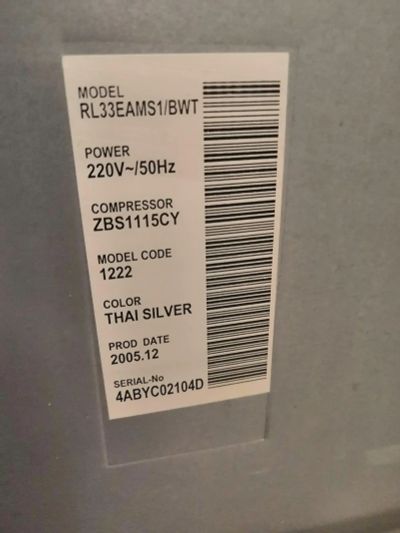 MODEL
RL33EAMS1/BWT
POWER
220V~/50Hz
COMPRESSOR
ZBS1115CY
MODEL CODE
1222
COLOR
THAI SILVER
PROD DATE
2005.12
SERIAL-No
4ABYC02104D